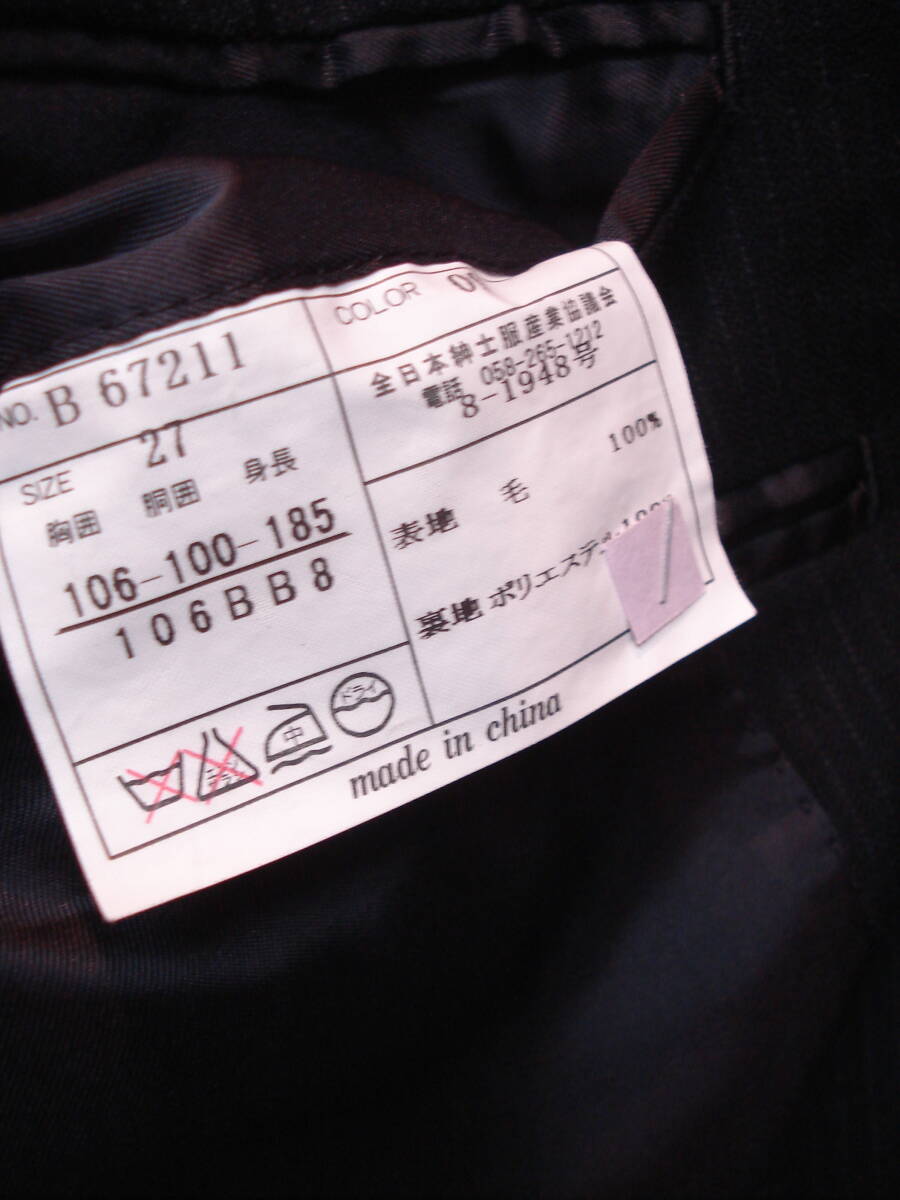 NO. B 67211
SIZE 27
胸囲 胴囲 身長
106-100-185
106BB8
中 ドライ
COLOR
全日本紳士服産業協議会
電話 058-265-1212
8-1948号
表地 毛 100%
裏地 ポリエステル 100%
made in china